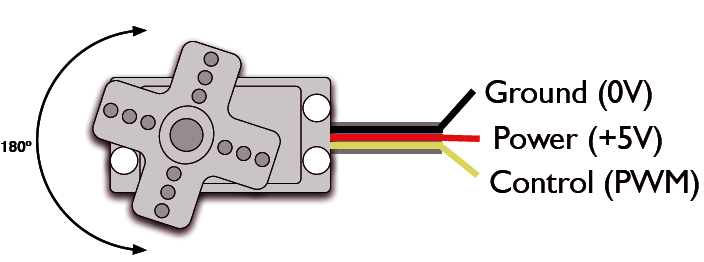 180º
Ground (0V)
Power (+5V)
Control (PWM)